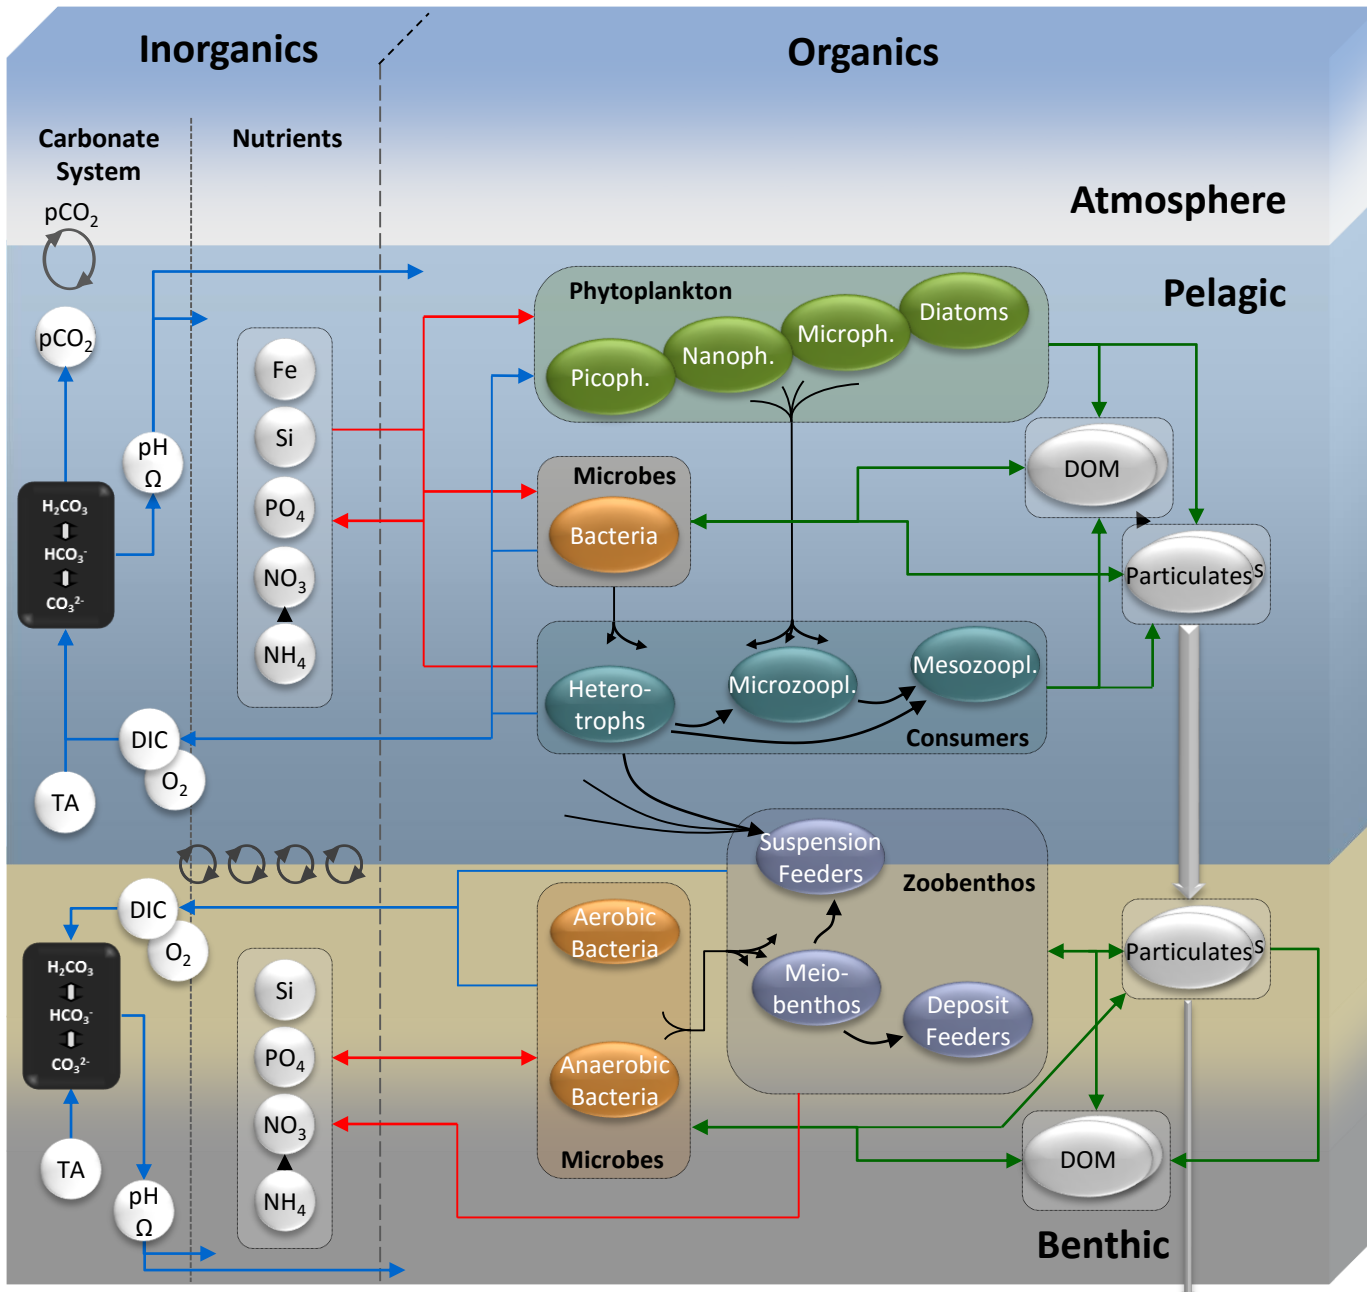 Inorganics
Organics
Carbonate
System
Nutrients
Atmosphere
pCO₂
Pelagic
pCO₂
Phytoplankton
Picoph.
Nanoph.
Microph.
Diatoms
Fe
Si
PO₄
NO₃
NH₄
pH
Ω
H₂CO₃
HCO₃⁻
CO₃²⁻
Microbes
Bacteria
DOM
Particulates
s
Hetero-
trophs
Microzoopl.
Mesozoopl.
Consumers
DIC
O₂
TA
Suspension
Feeders
Zoobenthos
Meio-
benthos
Deposit
Feeders
Aerobic
Bacteria
Anaerobic
Bacteria
Microbes
DIC
O₂
H₂CO₃
HCO₃⁻
CO₃²⁻
TA
pH
Ω
Si
PO₄
NO₃
NH₄
Particulates
s
DOM
Benthic